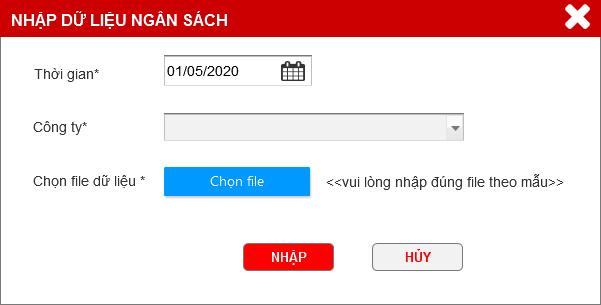 NHẬP DỮ LIỆU NGÂN SÁCH
Thời gian* 01/05/2020
Công ty*
Chọn file dữ liệu * Chọn file <<vui lòng nhập đúng file theo mẫu>>
NHẬP HỦY